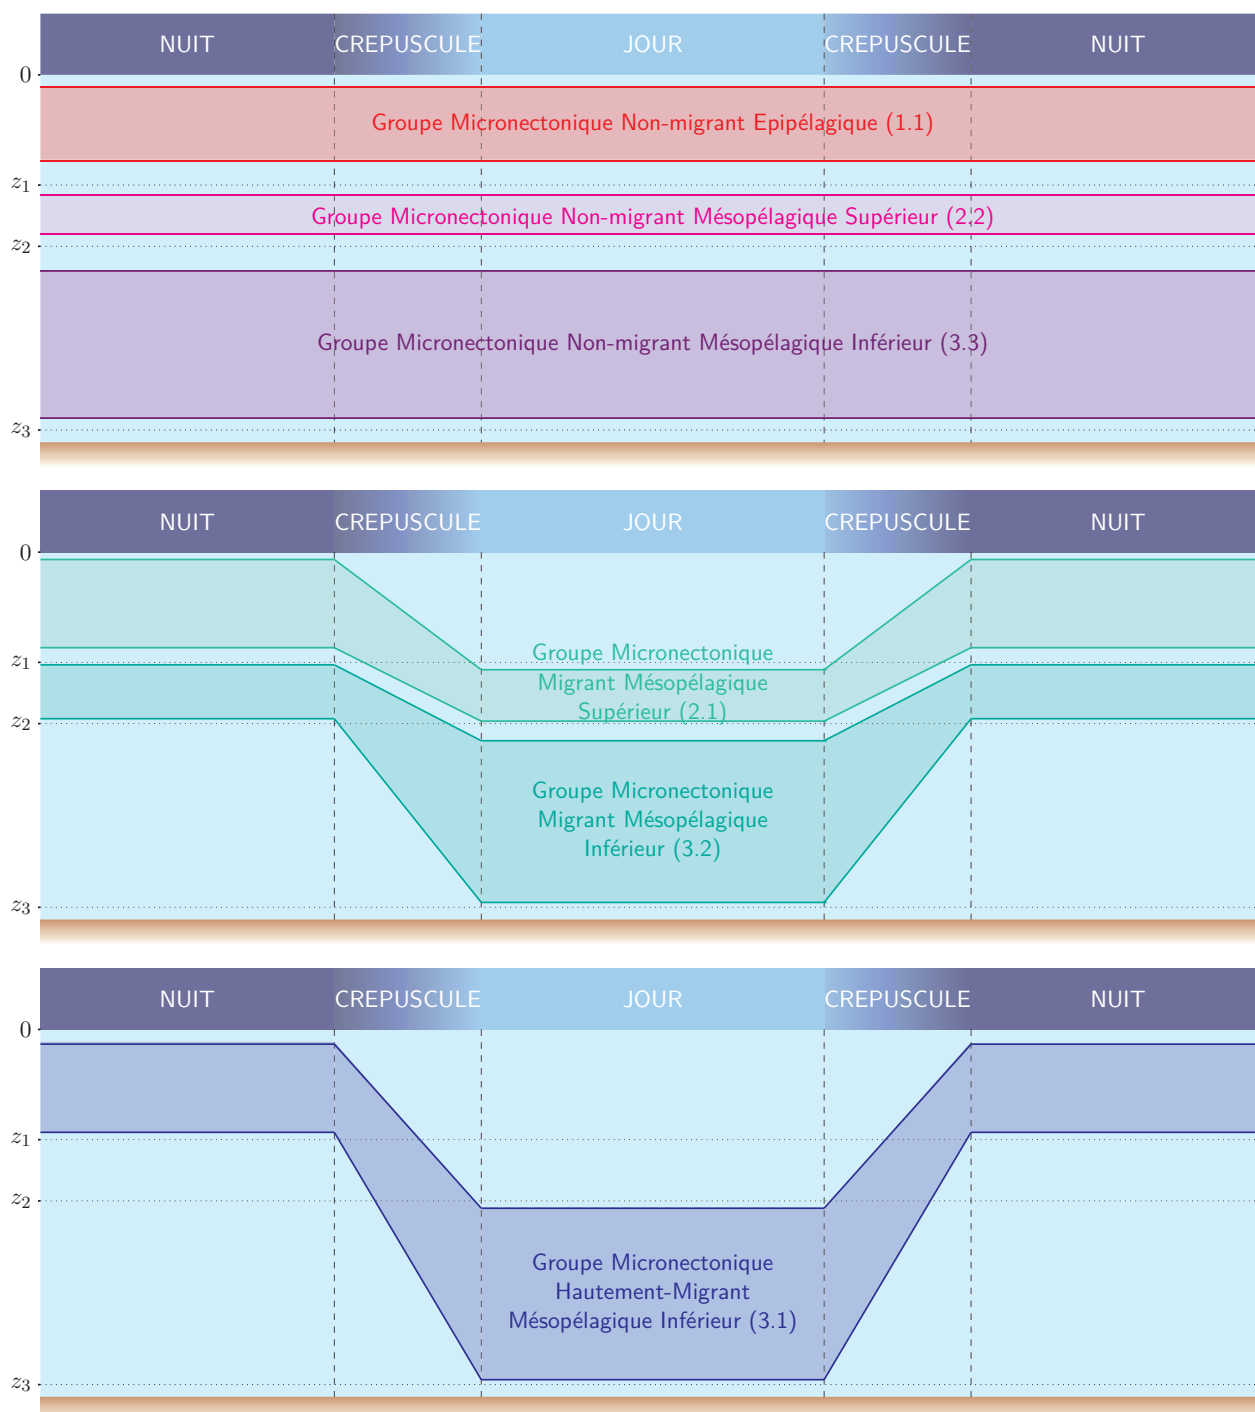 NUIT CREPUSCULE JOUR CREPUSCULE NUIT
0
Groupe Micronectonique Non-migrant Epipélagique (1.1)
z1
Groupe Micronectonique Non-migrant Mésopélagique Supérieur (2.2)
z2
Groupe Micronectonique Non-migrant Mésopélagique Inférieur (3.3)
z3
NUIT CREPUSCULE JOUR CREPUSCULE NUIT
0
Groupe Micronectonique
z1
Migrant Mésopélagique
Supérieur (2.1)
z2
Groupe Micronectonique
Migrant Mésopélagique
Inférieur (3.2)
z3
NUIT CREPUSCULE JOUR CREPUSCULE NUIT
0
z1
z2
Groupe Micronectonique
Hautement-Migrant
Mésopélagique Inférieur (3.1)
z3